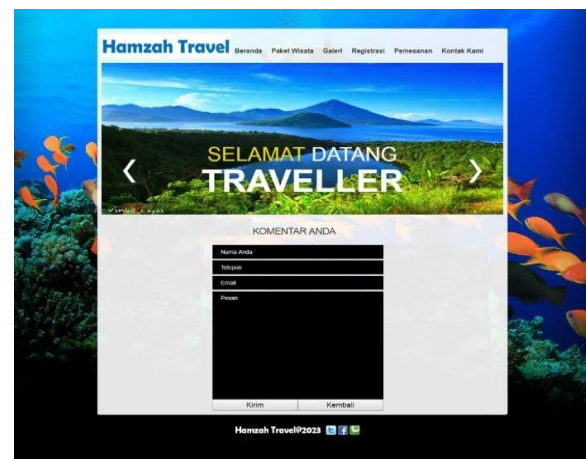 Hamzah Travel Beranda Paket Wisata Galeri Registrasi Pemesanan Kontak Kami
SELAMAT DATANG
TRAVELLER
KOMENTAR ANDA
Nama Anda
Telepon
Email
Pesan
Kirim Kembali
Hamzah Travel@2023